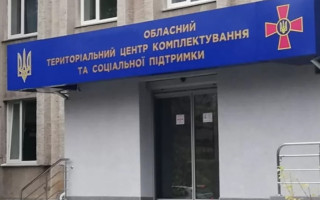 ОБЛАСНИЙ
ТЕРИТОРІАЛЬНИЙ ЦЕНТР КОМПЛЕКТУВАННЯ
ТА СОЦІАЛЬНОЇ ПІДТРИМКИ